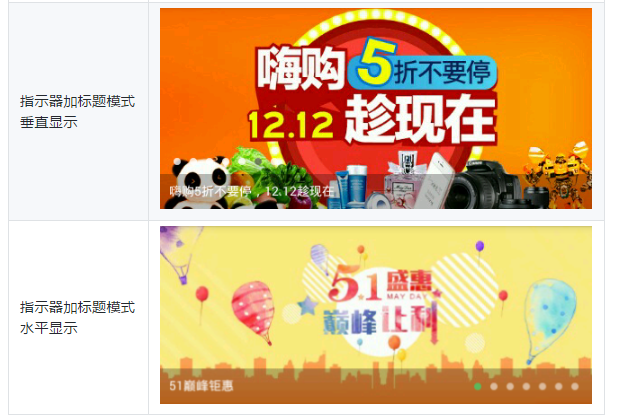 指示器加标题模式
垂直显示
嗨购5折不要停
12.12 趁现在
嗨购5折不要停，12.12趁现在
指示器加标题模式
水平显示
5.1盛惠
MAY DAY
巅峰让利
51巅峰钜惠